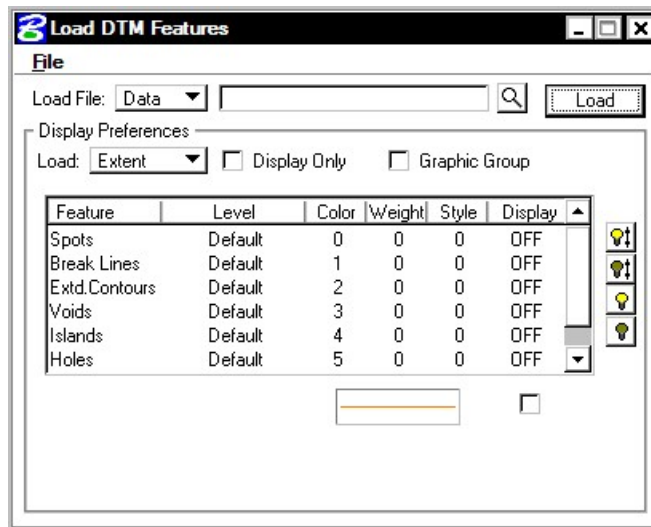 Load DTM Features
File
Load File: Data Load
Display Preferences
Load: Extent Display Only Graphic Group
Feature Level Color Weight Style Display
Spots Default 0 0 0 OFF
Break Lines Default 1 0 0 OFF
Extd.Contours Default 2 0 0 OFF
Voids Default 3 0 0 OFF
Islands Default 4 0 0 OFF
Holes Default 5 0 0 OFF